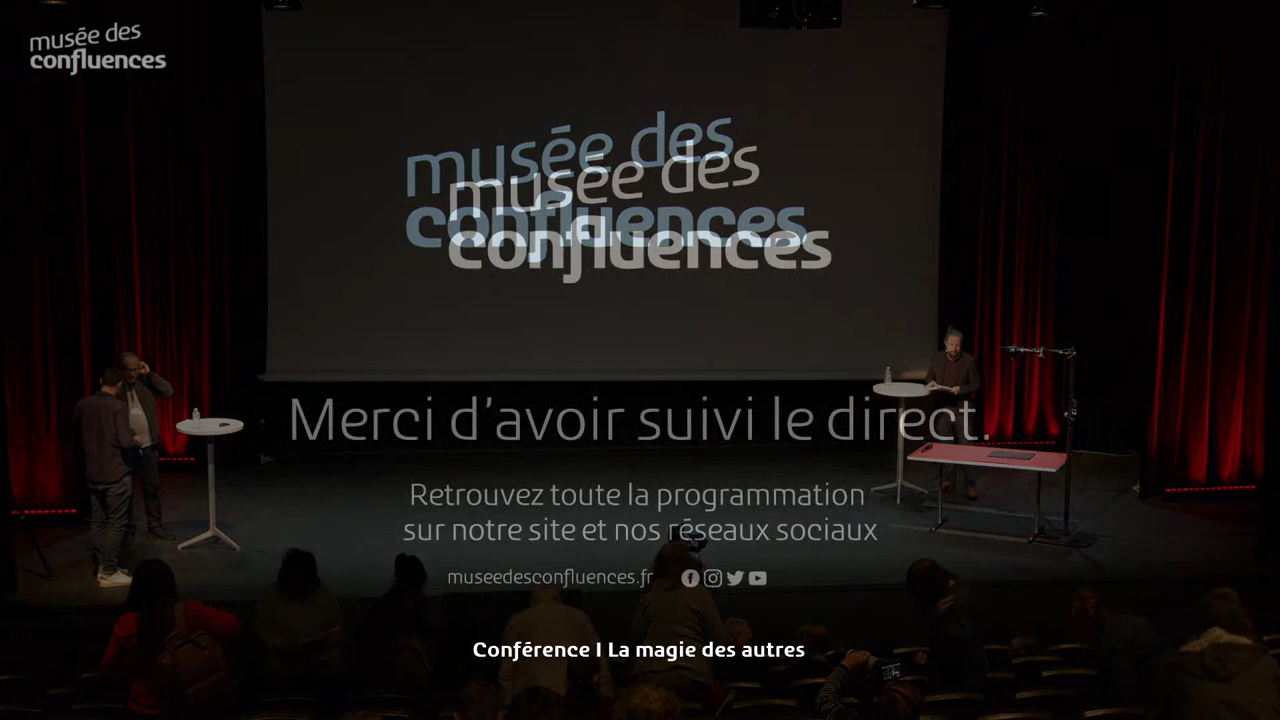 musée des
confluences
musée des
musée des
confluences
confluences
Merci d'avoir suivi le direct.
Retrouvez toute la programmation
sur notre site et nos réseaux sociaux
museedesconfluences.fr
Conférence I La magie des autres